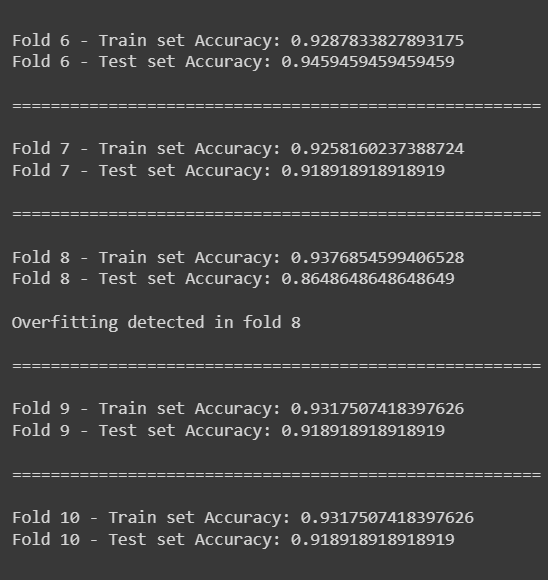 Fold 6 - Train set Accuracy: 0.9287833827893175
Fold 6 - Test set Accuracy: 0.9459459459459459
======================================================
Fold 7 - Train set Accuracy: 0.9258160237388724
Fold 7 - Test set Accuracy: 0.918918918918919
======================================================
Fold 8 - Train set Accuracy: 0.9376854599406528
Fold 8 - Test set Accuracy: 0.8648648648648649
Overfitting detected in fold 8
======================================================
Fold 9 - Train set Accuracy: 0.9317507418397626
Fold 9 - Test set Accuracy: 0.918918918918919
======================================================
Fold 10 - Train set Accuracy: 0.9317507418397626
Fold 10 - Test set Accuracy: 0.918918918918919